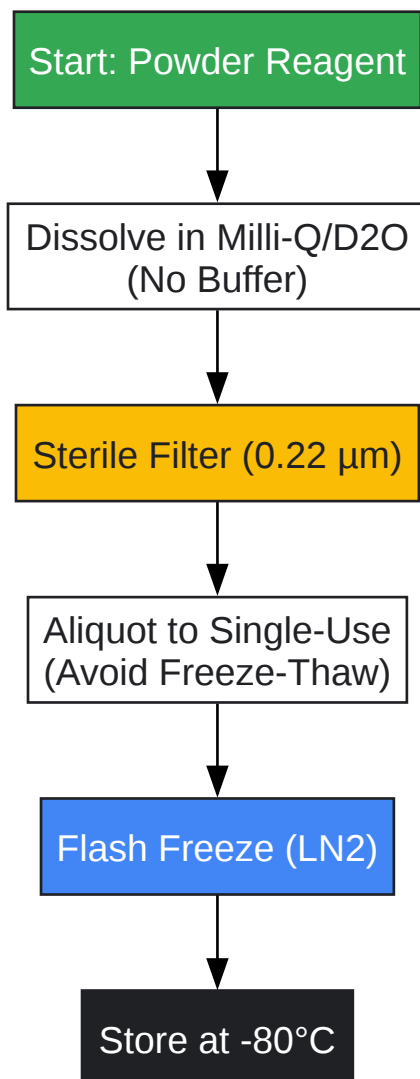 Start: Powder Reagent
Dissolve in Milli-Q/D2O
(No Buffer)
Sterile Filter (0.22 µm)
Aliquot to Single-Use
(Avoid Freeze-Thaw)
Flash Freeze (LN2)
Store at -80°C